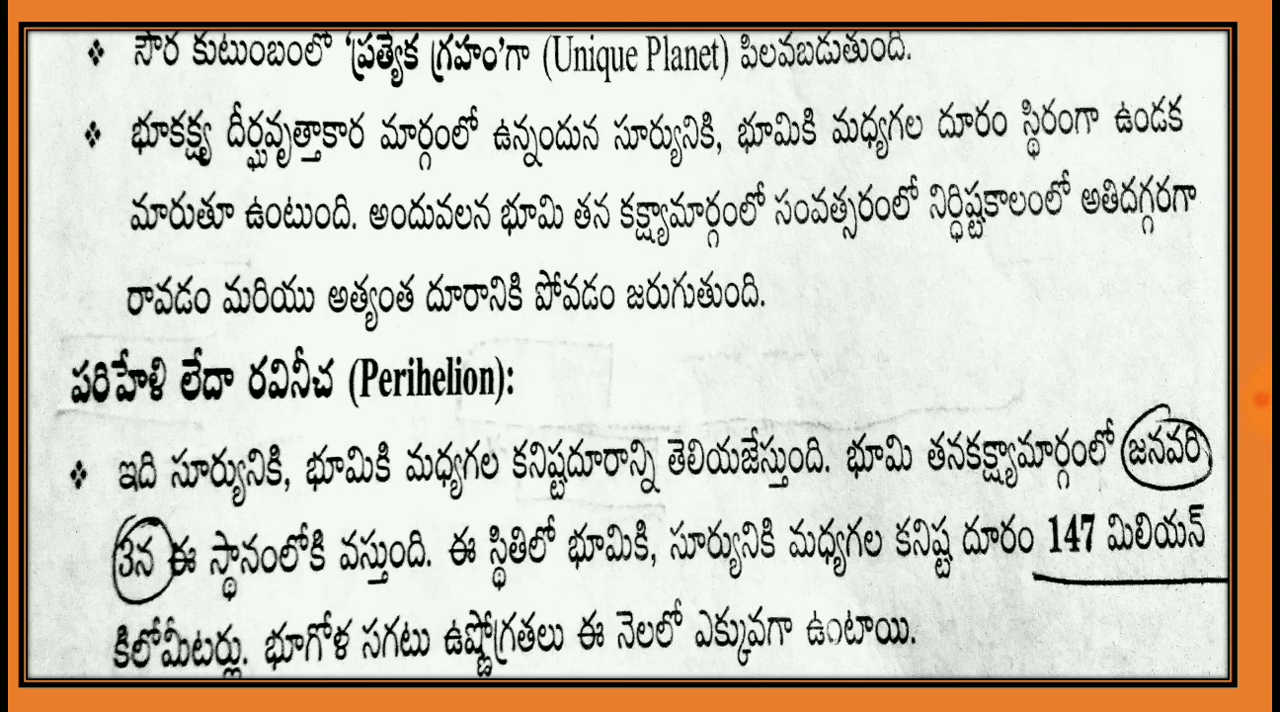 ❖ సౌర కుటుంబంలో 'ప్రత్యేక గ్రహం'గా (Unique Planet) పిలవబడుతుంది.
❖ భూకక్ష్య దీర్ఘవృత్తాకార మార్గంలో ఉన్నందున సూర్యునికి, భూమికి మధ్యగల దూరం స్థిరంగా ఉండక
మారుతూ ఉంటుంది. అందువలన భూమి తన కక్ష్యామార్గంలో సంవత్సరంలో నిర్ధిష్టకాలంలో అతిదగ్గరగా
రావడం మరియు అత్యంత దూరానికి పోవడం జరుగుతుంది.
పరిహేళి లేదా రవినీచ (Perihelion):
❖ ఇది సూర్యునికి, భూమికి మధ్యగల కనిష్టదూరాన్ని తెలియజేస్తుంది. భూమి తనకక్ష్యామార్గంలో జనవరి
3న ఈ స్థానంలోకి వస్తుంది. ఈ స్థితిలో భూమికి, సూర్యునికి మధ్యగల కనిష్ట దూరం 147 మిలియన్
కిలోమీటర్లు. భూగోళ సగటు ఉష్ణోగ్రతలు ఈ నెలలో ఎక్కువగా ఉంటాయి.